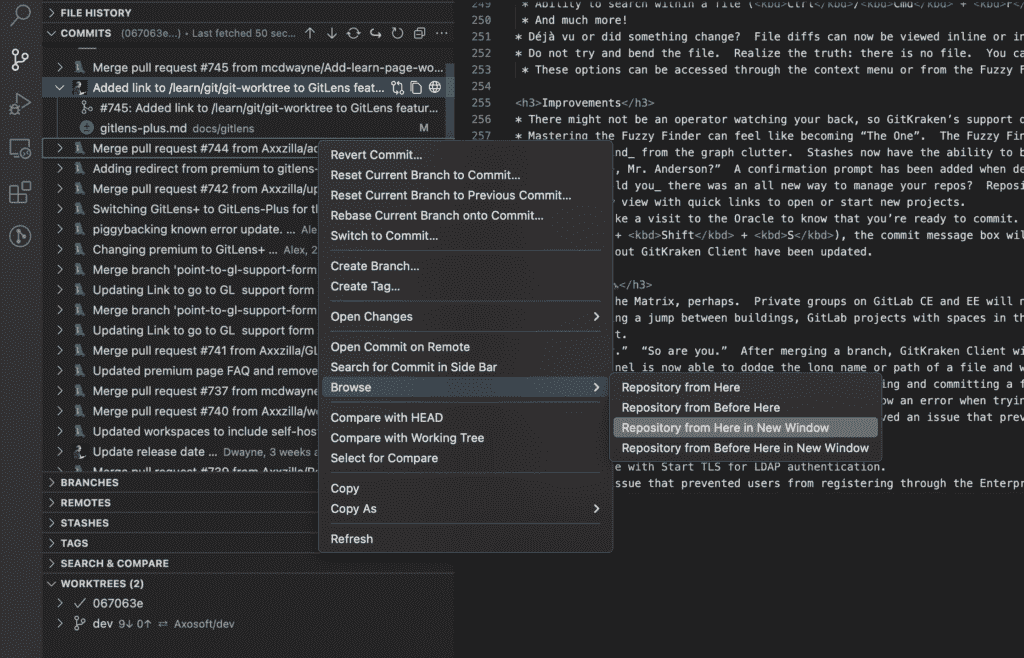 FILE HISTORY
COMMITS (067063e...) • Last fetched 50 sec...
Merge pull request #745 from mcdwayne/Add-learn-page-wo...
Added link to /learn/git/git-worktree to GitLens feat...
#745: Added link to /learn/git/git-worktree to GitLens featur...
gitlens-plus.md docs/gitlens M
Merge pull request #744 from Axxzilla/ad
Adding redirect from premium to gitlens-
Merge pull request #742 from Axxzilla/up
Switching GitLens+ to GitLens-Plus for th
piggybacking known error update. ... Ale
Changing premium to GitLens+ ... Alex, 2
Merge branch 'point-to-gl-support-form
Updating Link to go to GL support form
Merge branch 'point-to-gl-support-form
Updating Link to go to GL support form
Merge pull request #741 from Axxzilla/GL
Updated premium page FAQ and remove
Merge pull request #737 from mcdwayne
Merge pull request #740 from Axxzilla/w
Updated workspaces to include self-hos
Update release date ... Dwayne, 3 weeks a
Merge pull request #739 from Axxzilla/R
BRANCHES
REMOTES
STASHES
TAGS
SEARCH & COMPARE
WORKTREES (2)
067063e
dev 9↓ 0↑ ⇄ Axosoft/dev
Revert Commit...
Reset Current Branch to Commit...
Reset Current Branch to Previous Commit...
Rebase Current Branch onto Commit...
Switch to Commit...
Create Branch...
Create Tag...
Open Changes
Open Commit on Remote
Search for Commit in Side Bar
Browse
Compare with HEAD
Compare with Working Tree
Select for Compare
Copy
Copy As
Refresh
Repository from Here
Repository from Before Here
Repository from Here in New Window
Repository from Before Here in New Window
249 * Ability to search within a file (<kbd>Ctrl</kbd>/<kbd>Cmd</kbd> + <kbd>F</
250 * And much more!
251 * Déjà vu or did something change? File diffs can now be viewed inline or in
252 * Do not try and bend the file. Realize the truth: there is no file. You ca
253 * These options can be accessed through the context menu or from the Fuzzy F
254
255 <h3>Improvements</h3>
256 * There might not be an operator watching your back, so GitKraken's support o
257 * Mastering the Fuzzy Finder can feel like becoming “The One”. The Fuzzy Fin
nd_ from the graph clutter. Stashes now have the ability to b
, Mr. Anderson?” A confirmation prompt has been added when de
ld you_ there was an all new way to manage your repos? Reposi
view with quick links to open or start new projects.
ke a visit to the Oracle to know that you’re ready to commit.
+ <kbd>Shift</kbd> + <kbd>S</kbd>), the commit message box wil
out GitKraken Client have been updated.
</h3>
he Matrix, perhaps. Private groups on GitLab CE and EE will n
ng a jump between buildings, GitLab projects with spaces in th
t.
.” “So are you.” After merging a branch, GitKraken Client wi
nel is now able to dodge the long name or path of a file and w
ing and committing a f
ow an error when tryin
ved an issue that prev
e with Start TLS for LDAP authentication.
ssue that prevented users from registering through the Enterpr